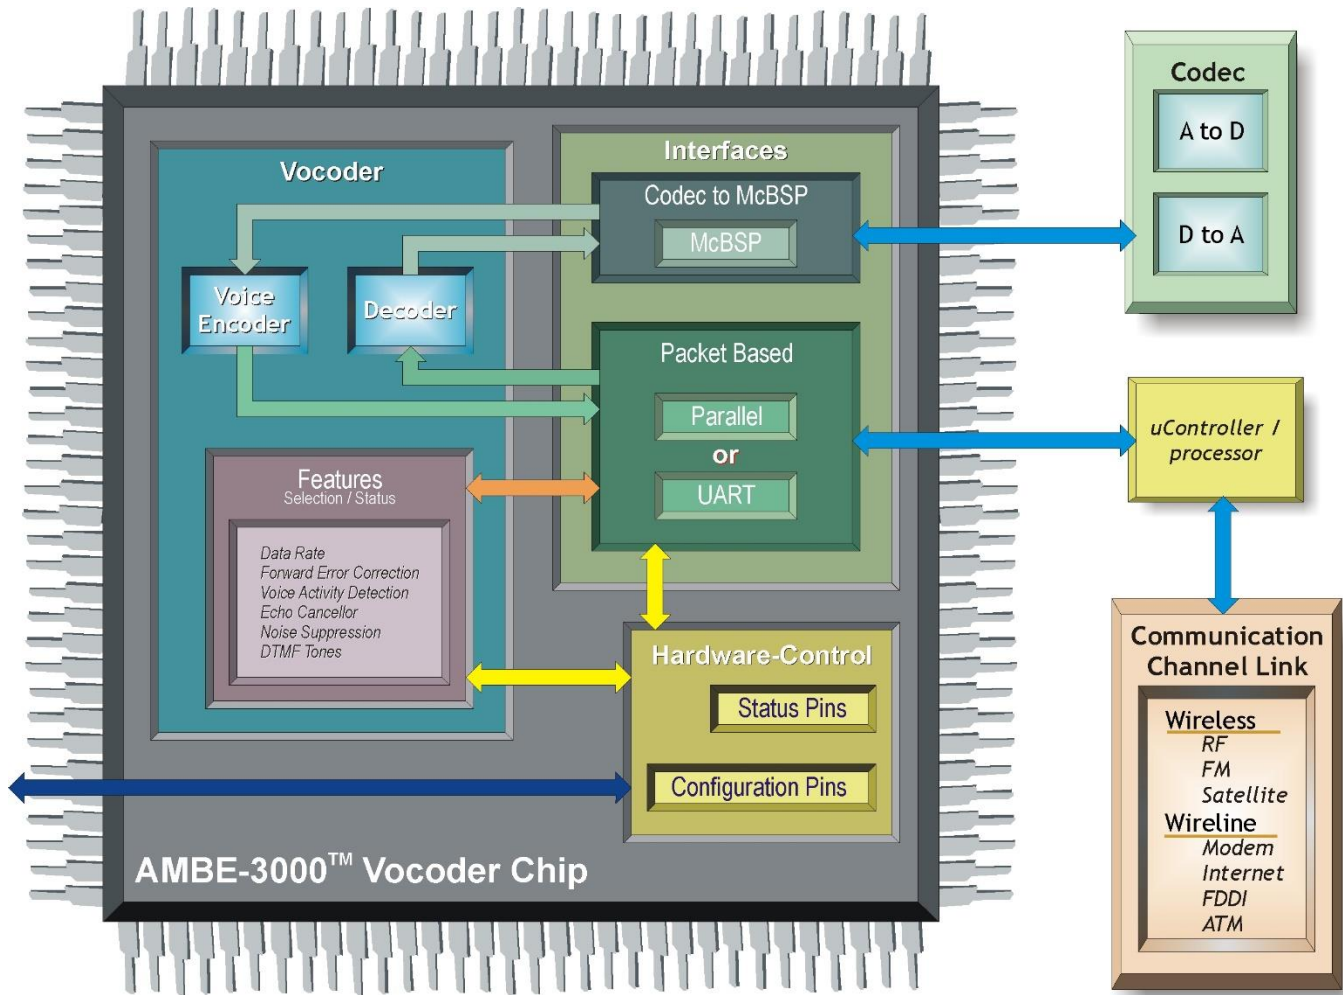 Vocoder
Voice
Encoder
Decoder
Features
Selection / Status
Data Rate
Forward Error Correction
Voice Activity Detection
Echo Cancellor
Noise Suppression
DTMF Tones
Interfaces
Codec to McBSP
McBSP
Packet Based
Parallel
or
UART
Hardware-Control
Status Pins
Configuration Pins
AMBE-3000™ Vocoder Chip
Codec
A to D
D to A
uController /
processor
Communication
Channel Link
Wireless
RF
FM
Satellite
Wireline
Modem
Internet
FDDI
ATM